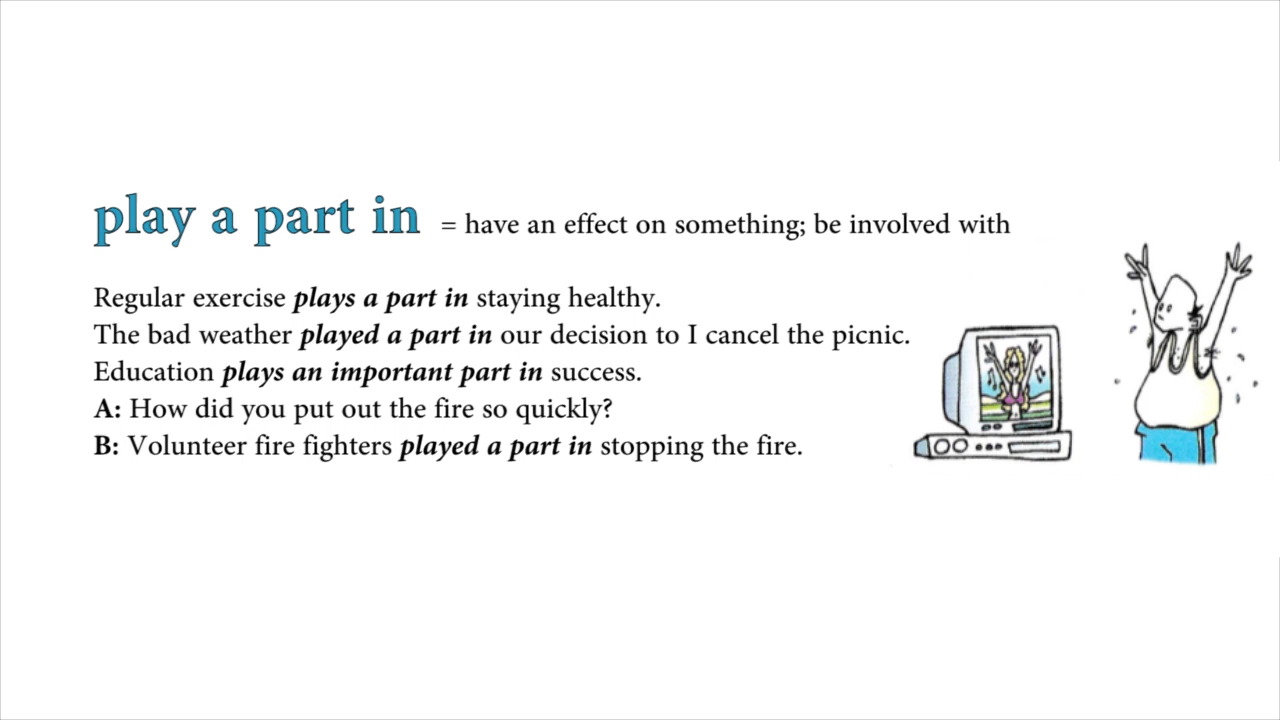 play a part in = have an effect on something; be involved with
Regular exercise plays a part in staying healthy.
The bad weather played a part in our decision to I cancel the picnic.
Education plays an important part in success.
A: How did you put out the fire so quickly?
B: Volunteer fire fighters played a part in stopping the fire.